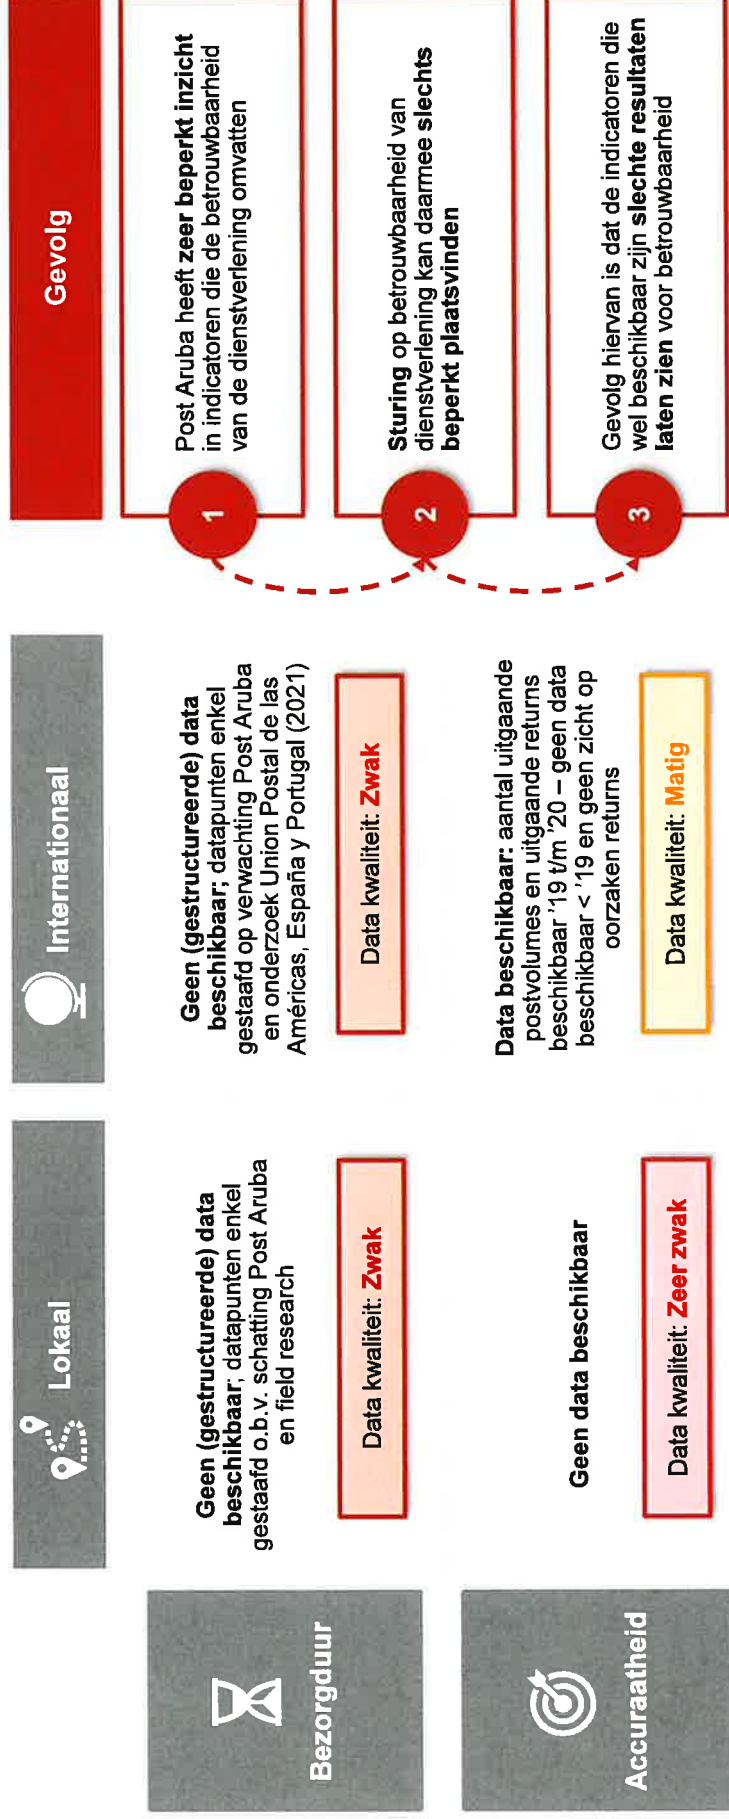 Lokaal
Internationaal
Gevolg
Bezorgduur
Geen (gestructureerde) data
beschikbaar; datapunten enkel
gestaafd o.b.v. schatting Post Aruba
en field research
Data kwaliteit: Zwak
Geen (gestructureerde) data
beschikbaar; datapunten enkel
gestaafd op verwachting Post Aruba
en onderzoek Union Postal de las
Américas, España y Portugal (2021)
Data kwaliteit: Zwak
Accuraatheid
Geen data beschikbaar
Data kwaliteit: Zeer zwak
Data beschikbaar: aantal uitgaande
postvolumes en uitgaande returns
beschikbaar '19 t/m '20 – geen data
beschikbaar < '19 en geen zicht op
oorzaken returns
Data kwaliteit: Matig
1
Post Aruba heeft zeer beperkt inzicht
in indicatoren die de betrouwbaarheid
van de dienstverlening omvatten
2
Sturing op betrouwbaarheid van
dienstverlening kan daarmee slechts
beperkt plaatsvinden
3
Gevolg hiervan is dat de indicatoren die
wel beschikbaar zijn slechte resultaten
laten zien voor betrouwbaarheid